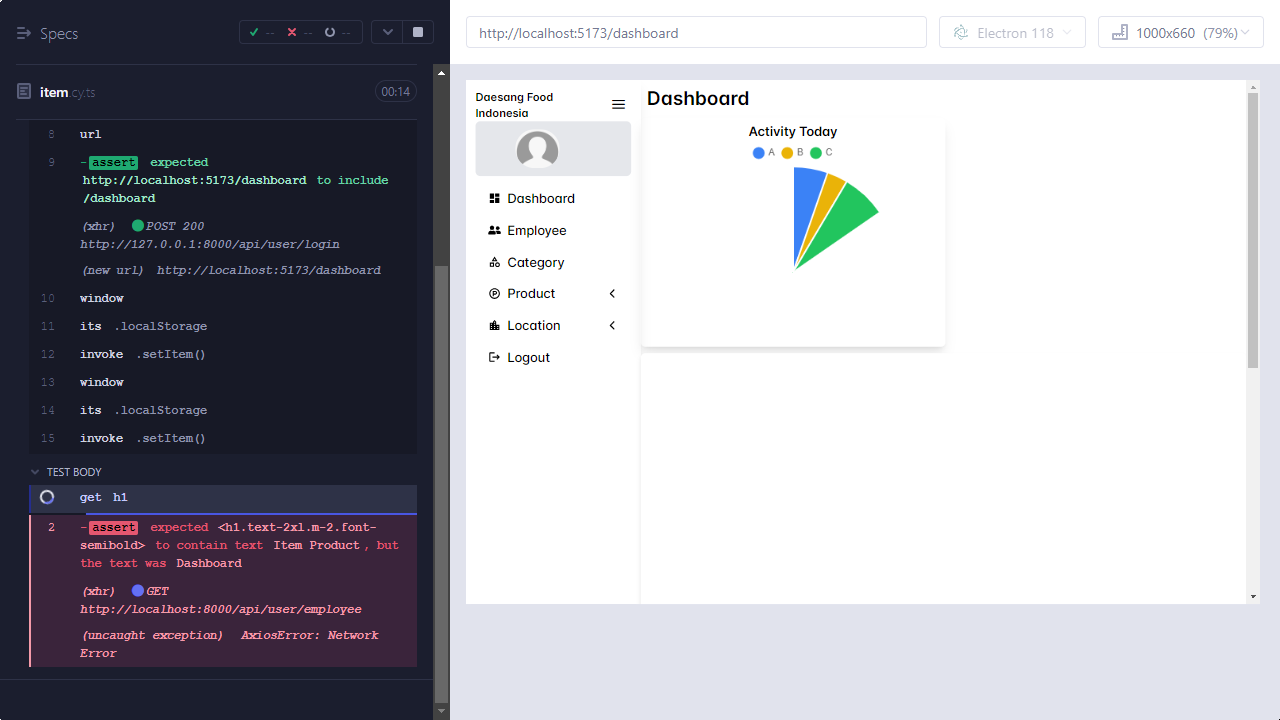 Specs
-- -- --
item.cy.ts
00:14
8 url
9 -assert expected
http://localhost:5173/dashboard to include
/dashboard
(xhr) POST 200
http://127.0.0.1:8000/api/user/login
(new url) http://localhost:5173/dashboard
10 window
11 its .localStorage
12 invoke .setItem()
13 window
14 its .localStorage
15 invoke .setItem()
TEST BODY
get h1
2 -assert expected <h1.text-2xl.m-2.font-
semibold> to contain text Item Product, but
the text was Dashboard
(xhr) GET
http://localhost:8000/api/user/employee
(uncaught exception) AxiosError: Network
Error
http://localhost:5173/dashboard
Electron 118
1000x660 (79%)
Daesang Food
Indonesia
Dashboard
Employee
Category
Product
Location
Logout
Dashboard
Activity Today
A B C